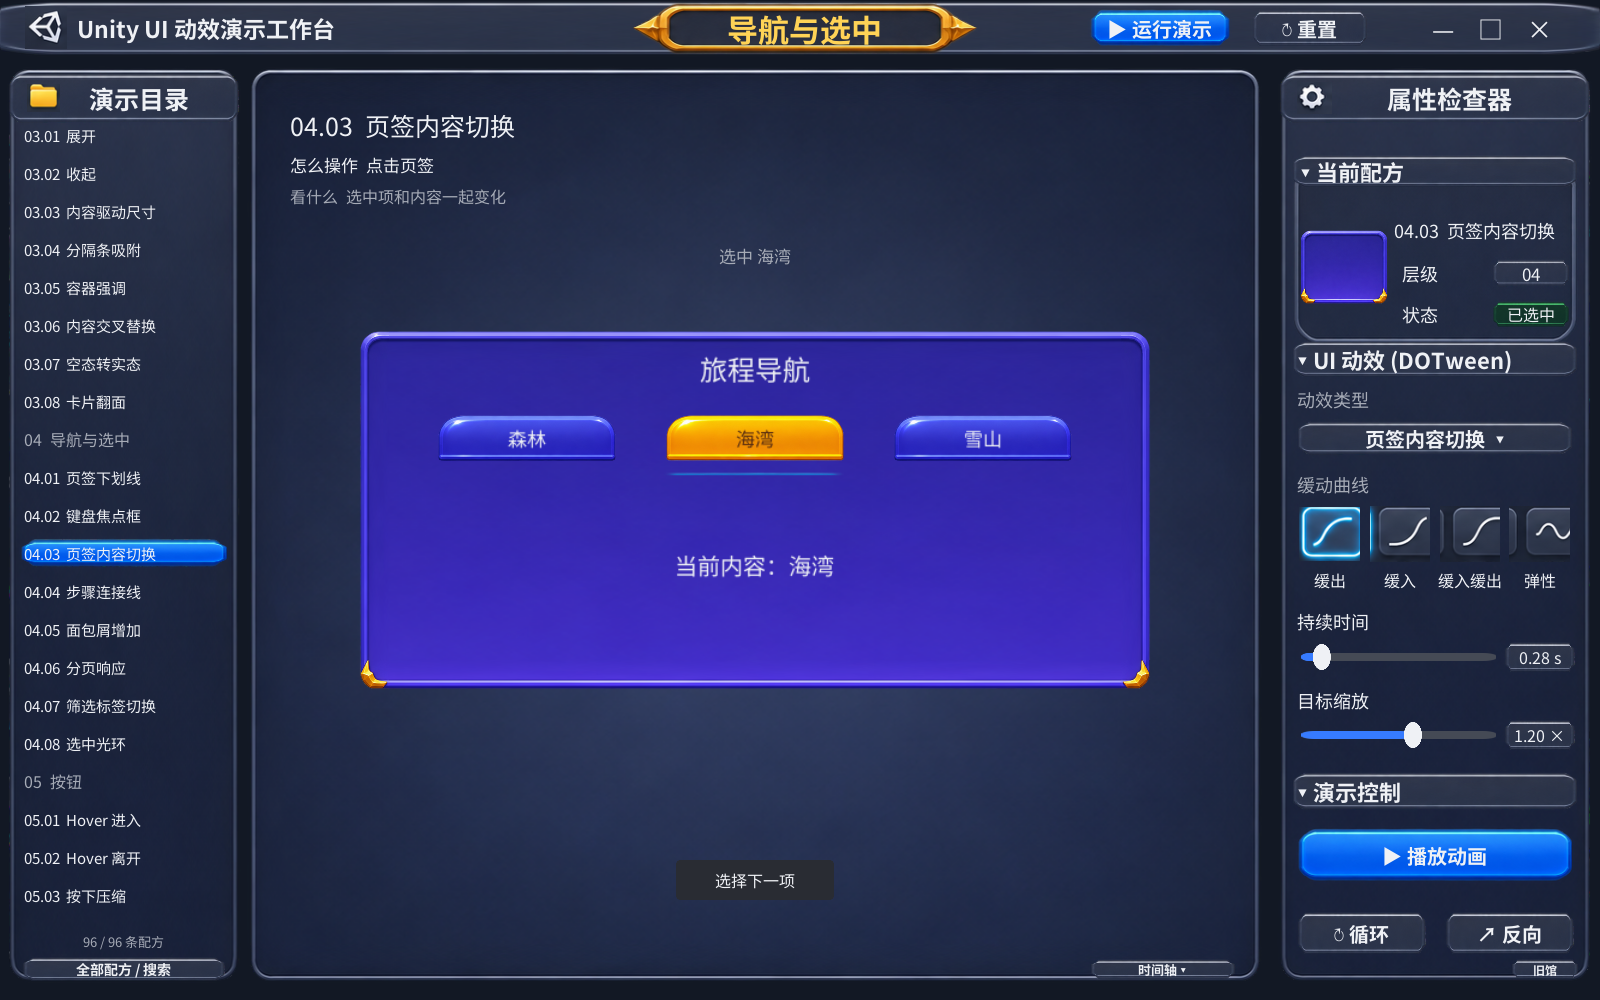 Unity UI 动效演示工作台
导航与选中
▶ 运行演示
重置
演示目录
03.01 展开
03.02 收起
03.03 内容驱动尺寸
03.04 分隔条吸附
03.05 容器强调
03.06 内容交叉替换
03.07 空态转实态
03.08 卡片翻面
04 导航与选中
04.01 页签下划线
04.02 键盘焦点框
04.03 页签内容切换
04.04 步骤连接线
04.05 面包屑增加
04.06 分页响应
04.07 筛选标签切换
04.08 选中光环
05 按钮
05.01 Hover 进入
05.02 Hover 离开
05.03 按下压缩
96 / 96 条配方
全部配方 / 搜索
04.03 页签内容切换
怎么操作 点击页签
看什么 选中项和内容一起变化
选中 海湾
旅程导航
森林
海湾
雪山
当前内容：海湾
选择下一项
时间轴 ▾
属性检查器
▾ 当前配方
04.03 页签内容切换
层级 04
状态 已选中
▾ UI 动效 (DOTween)
动效类型
页签内容切换 ▾
缓动曲线
缓出 缓入 缓入缓出 弹性
持续时间
0.28 s
目标缩放
1.20 ×
▾ 演示控制
▶ 播放动画
循环
↗ 反向
旧馆